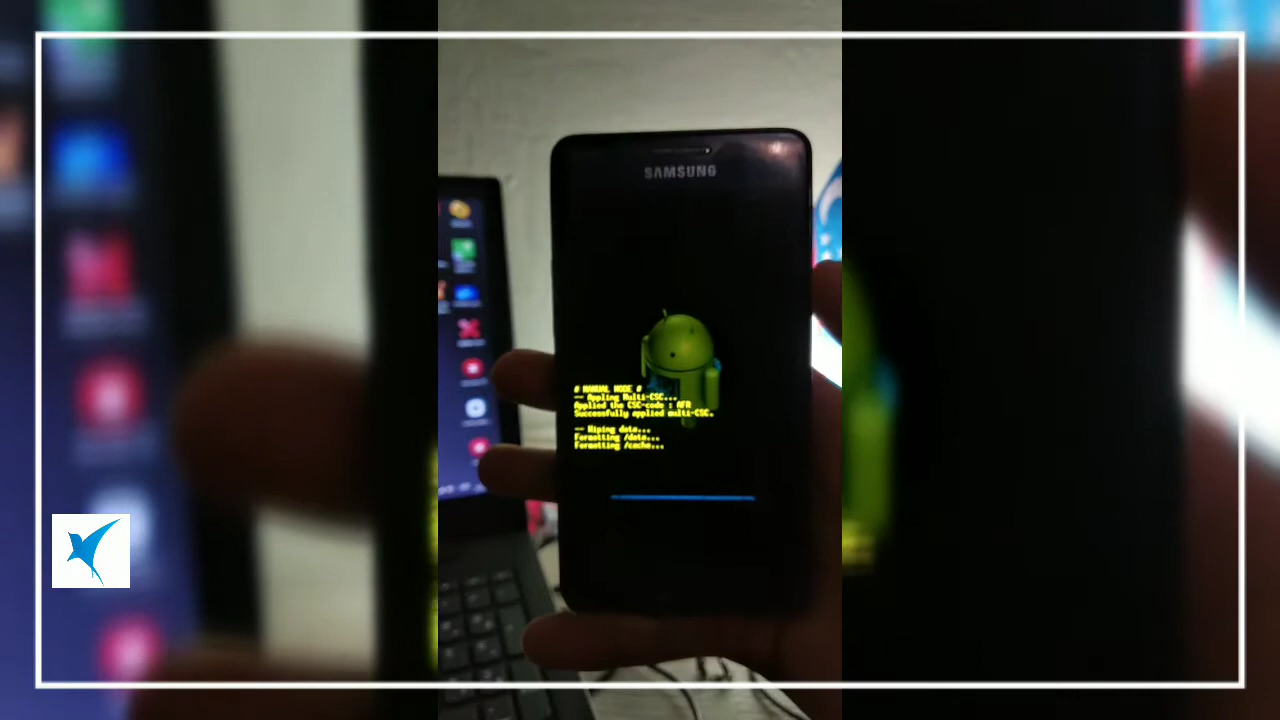 SAMSUNG
# MANUAL MODE #
-- Appling Multi-CSC...
Applied the CSC-code : AFR
Successfully applied multi-CSC.
-- Wiping data...
Formatting /data...
Formatting /cache...